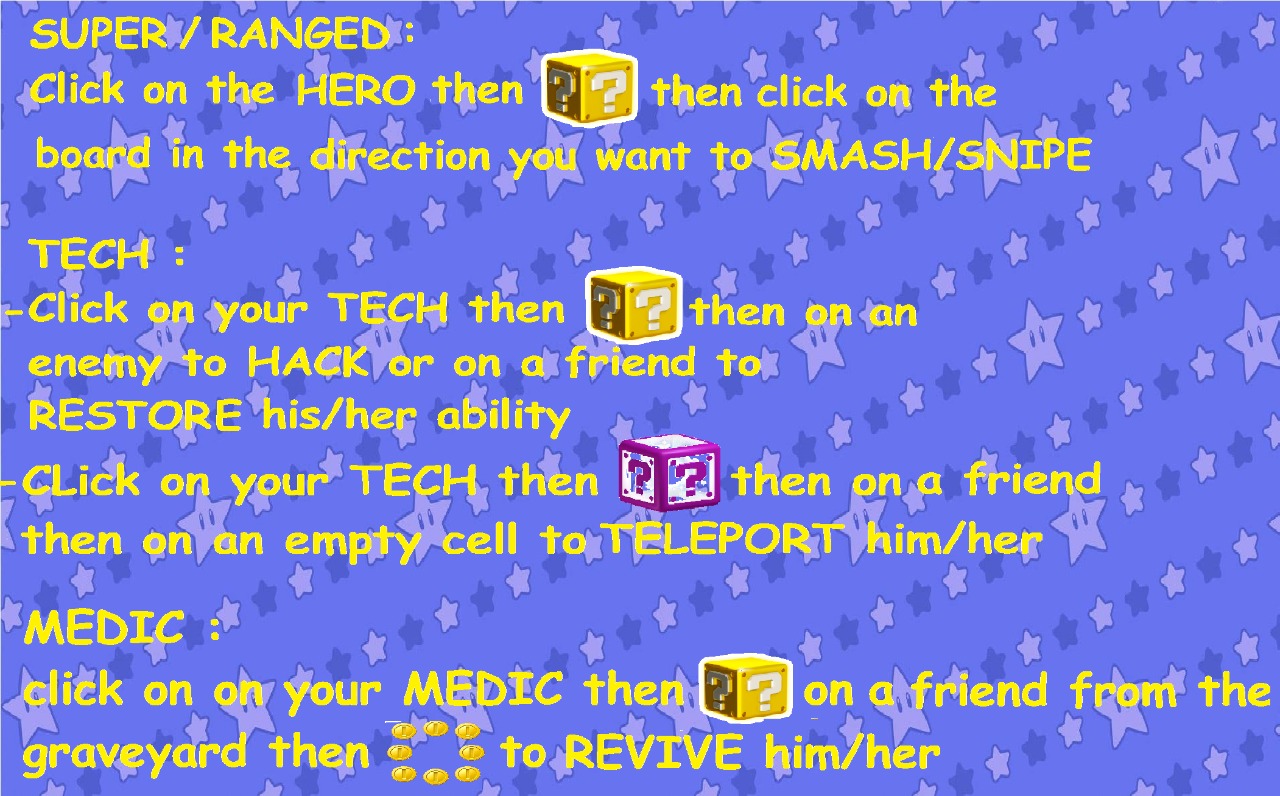 SUPER/RANGED:
Click on the HERO then ? ? then click on the
board in the direction you want to SMASH/SNIPE
TECH :
-Click on your TECH then ? ? then on an
enemy to HACK or on a friend to
RESTORE his/her ability
-CLick on your TECH then ? ? then on a friend
then on an empty cell to TELEPORT him/her
MEDIC :
click on on your MEDIC then ? ? on a friend from the
graveyard then to REVIVE him/her